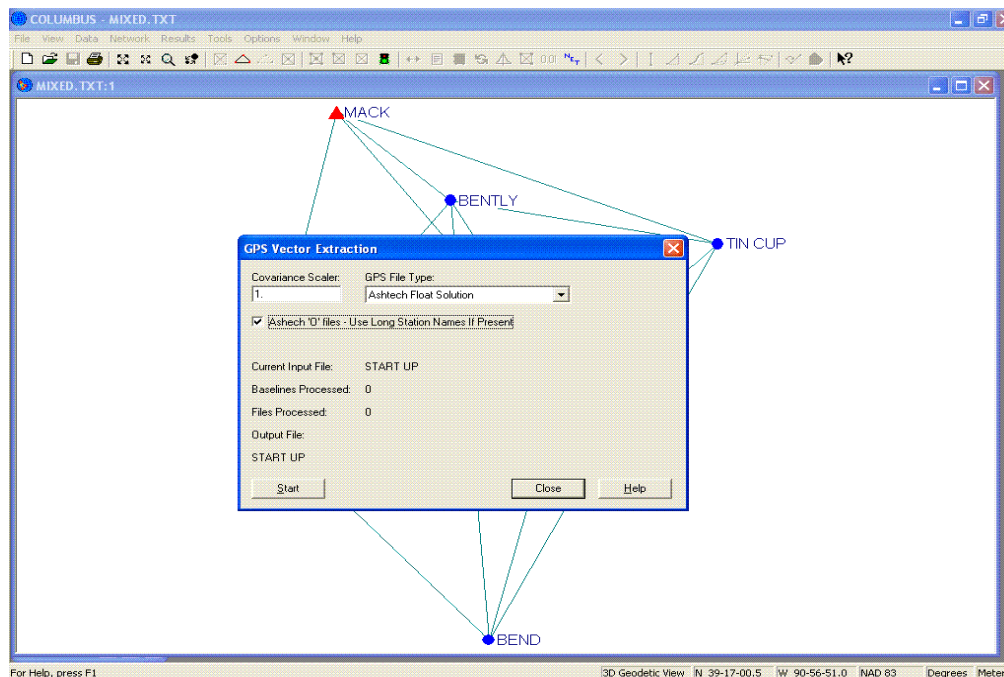 COLUMBUS - MIXED.TXT
File View Data Network Results Tools Options Window Help
MIXED.TXT:1
MACK
BENTLY
TIN CUP
GPS Vector Extraction
Covariance Scaler: GPS File Type:
1. Ashtech Float Solution
Ashech 'O' files - Use Long Station Names If Present
Current Input File: START UP
Baselines Processed: 0
Files Processed: 0
Output File:
START UP
Start Close Help
BEND
For Help, press F1 3D Geodetic View N 39-17-00.5 W 90-56-51.0 NAD 83 Degrees Meter